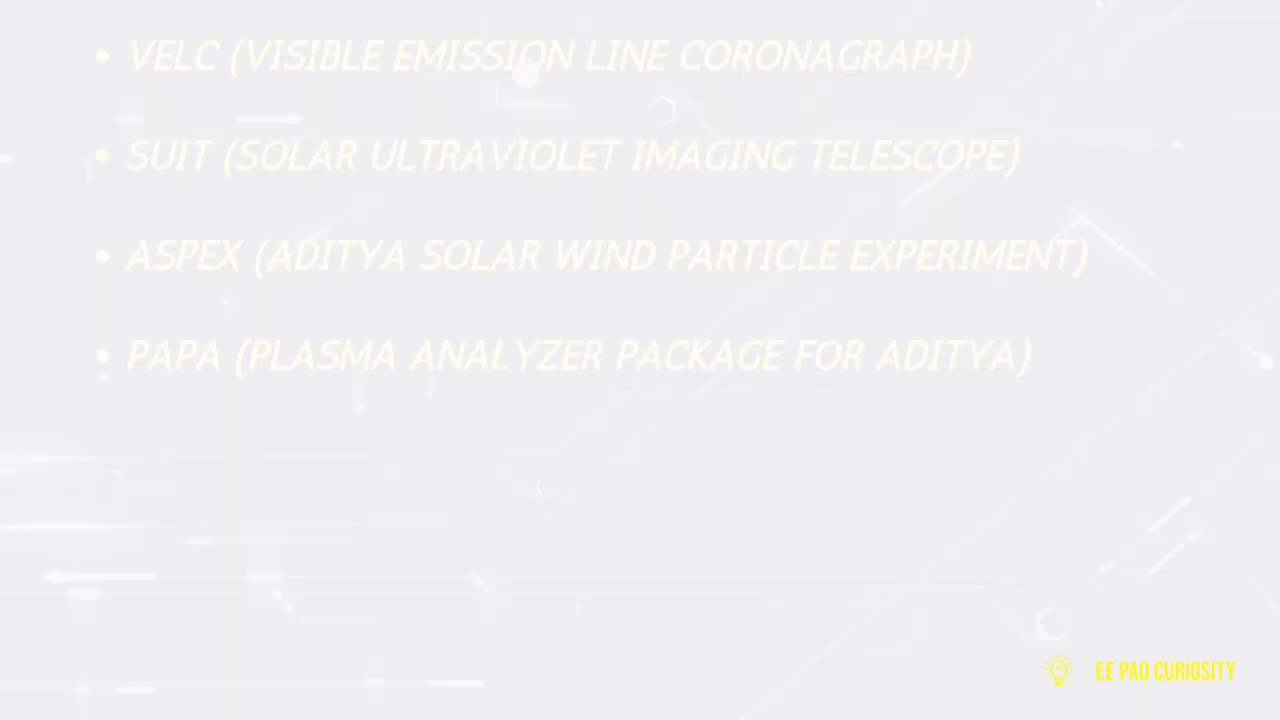 • VELC (VISIBLE EMISSION LINE CORONAGRAPH)
• SUIT (SOLAR ULTRAVIOLET IMAGING TELESCOPE)
• ASPEX (ADITYA SOLAR WIND PARTICLE EXPERIMENT)
• PAPA (PLASMA ANALYZER PACKAGE FOR ADITYA)
EE PAO CURIOSITY